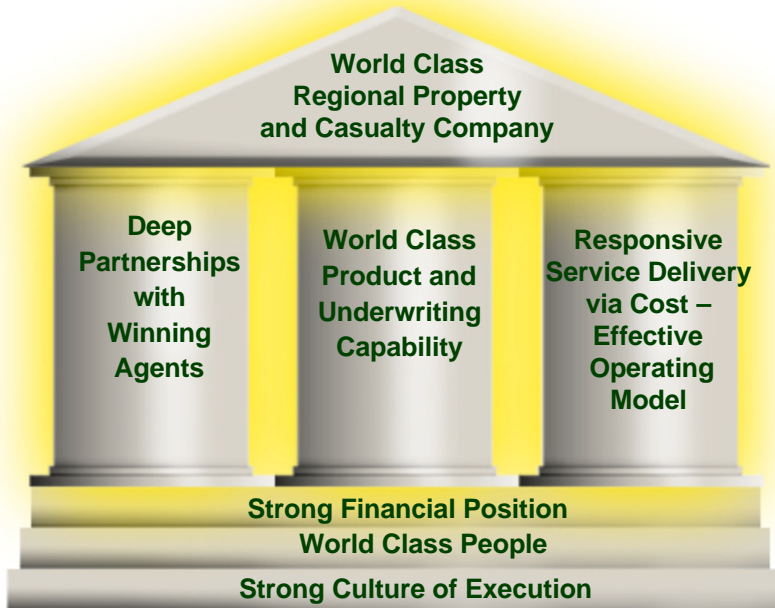 World Class
Regional Property
and Casualty Company
Deep
Partnerships
with
Winning
Agents
World Class
Product and
Underwriting
Capability
Responsive
Service Delivery
via Cost –
Effective
Operating
Model
Strong Financial Position
World Class People
Strong Culture of Execution